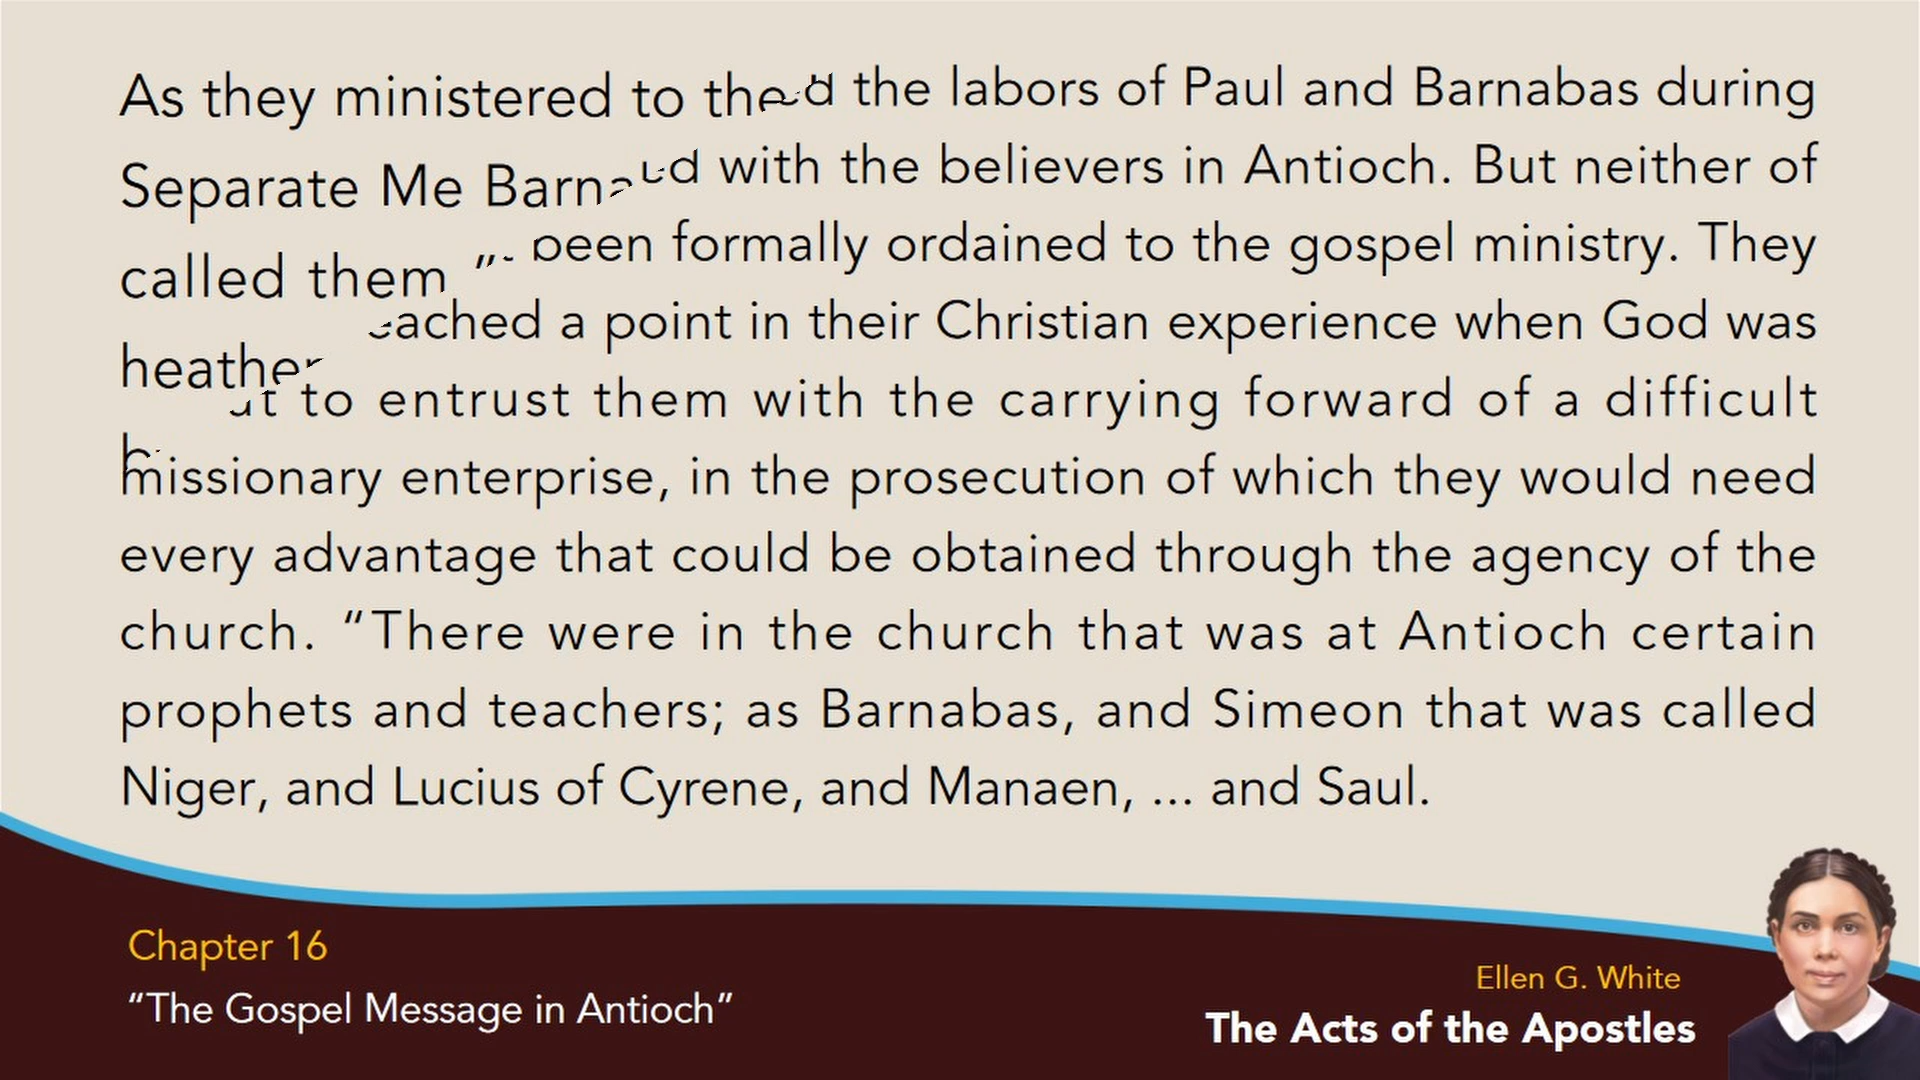 As they ministered to the the labors of Paul and Barnabas during
Separate Me with the believers in Antioch. But neither of
called them been formally ordained to the gospel ministry. They
a point in their Christian experience when God was
to entrust them with the carrying forward of a difficult
missionary enterprise, in the prosecution of which they would need
every advantage that could be obtained through the agency of the
church. “There were in the church that was at Antioch certain
prophets and teachers; as Barnabas, and Simeon that was called
Niger, and Lucius of Cyrene, and Manaen, ... and Saul.
Chapter 16
“The Gospel Message in Antioch”
Ellen G. White
The Acts of the Apostles